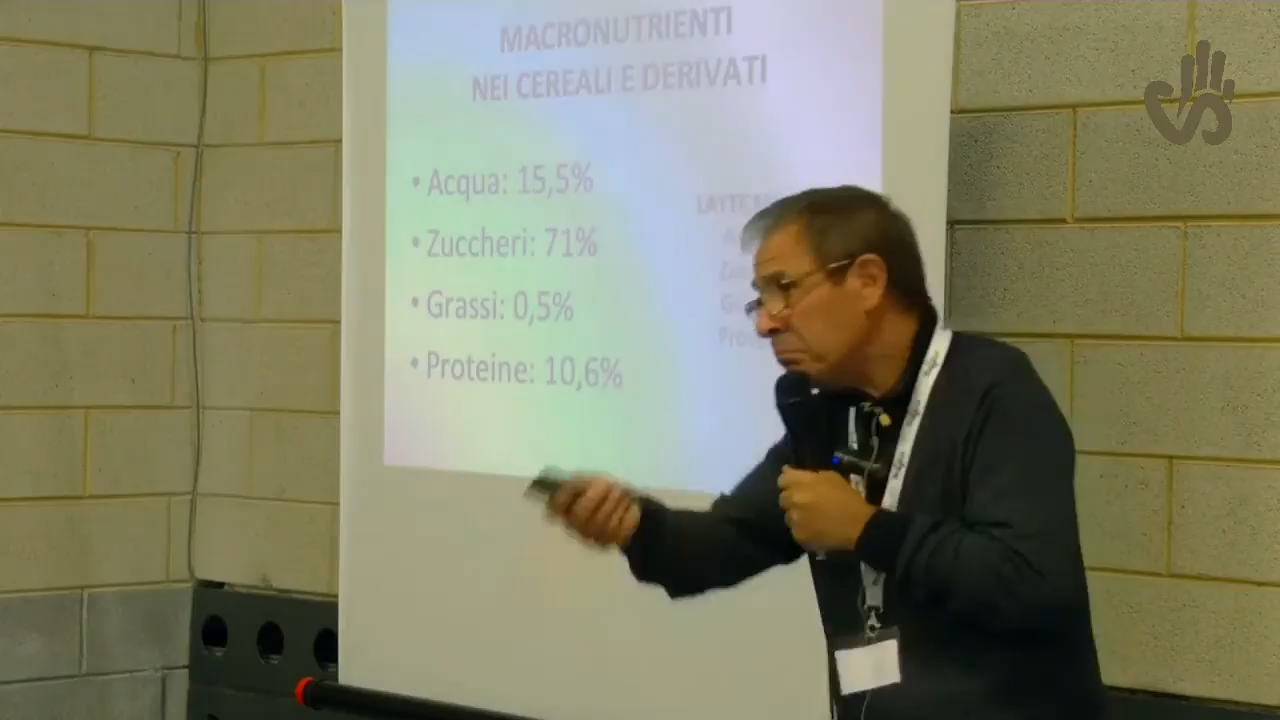 MACRONUTRIENTI
NEI CEREALI E DERIVATI
• Acqua: 15,5%
• Zuccheri: 71%
• Grassi: 0,5%
• Proteine: 10,6%